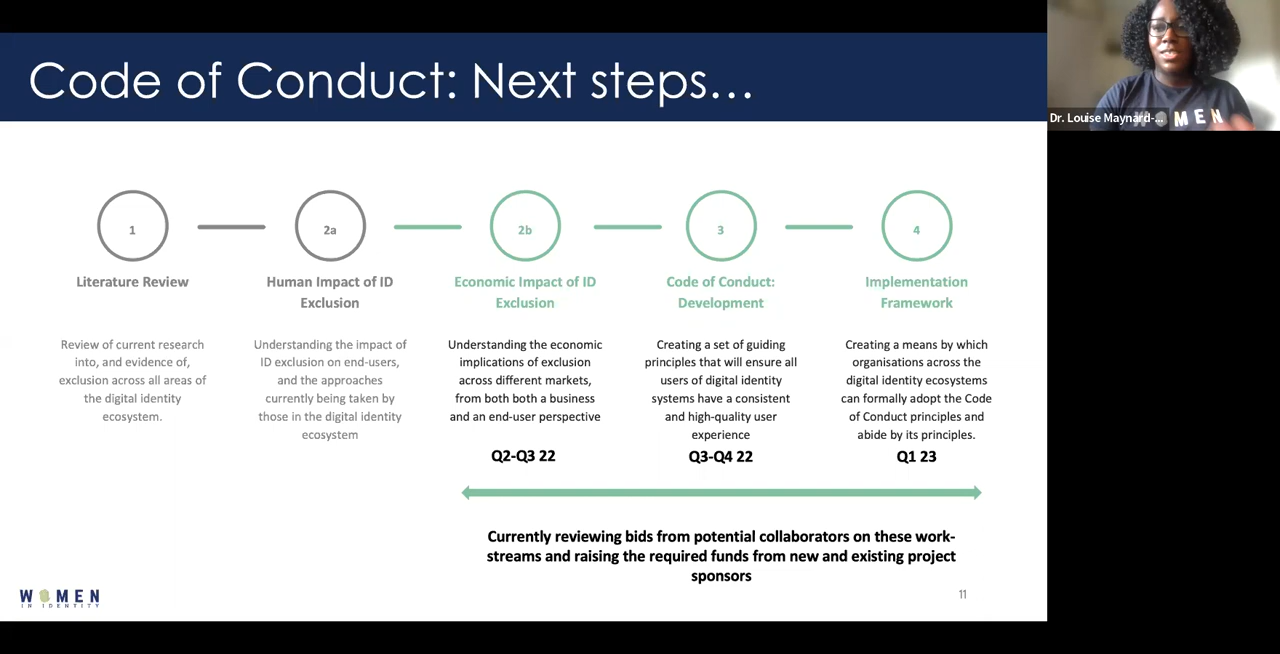 Code of Conduct: Next steps...
Dr. Louise Maynard-...
WOMEN
1
2a
2b
3
4
Literature Review
Human Impact of ID
Exclusion
Economic Impact of ID
Exclusion
Code of Conduct:
Development
Implementation
Framework
Review of current research
into, and evidence of,
exclusion across all areas of
the digital identity
ecosystem.
Understanding the impact of
ID exclusion on end-users,
and the approaches
currently being taken by
those in the digital identity
ecosystem
Understanding the economic
implications of exclusion
across different markets,
from both both a business
and an end-user perspective
Creating a set of guiding
principles that will ensure all
users of digital identity
systems have a consistent
and high-quality user
experience
Creating a means by which
organisations across the
digital identity ecosystems
can formally adopt the Code
of Conduct principles and
abide by its principles.
Q2-Q3 22
Q3-Q4 22
Q1 23
Currently reviewing bids from potential collaborators on these work-
streams and raising the required funds from new and existing project
sponsors
WOMEN
IN IDENTITY
11